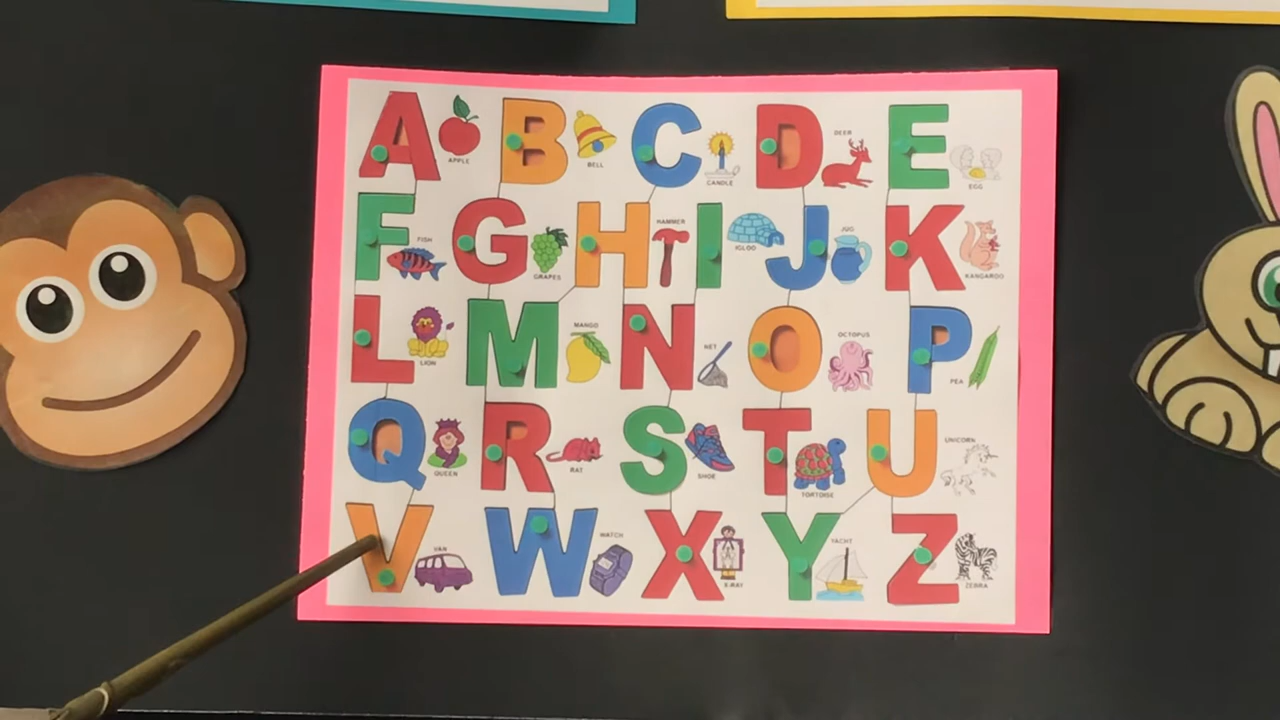 A APPLE B BELL C CANDLE D DEER E EGG
F FISH G GRAPES H HAMMER I IGLOO J JUG K KANGAROO
L LION M MANGO N NET O OCTOPUS P PEA
Q QUEEN R RAT S SHOE T TORTOISE U UNICORN
V VAN W WATCH X X-RAY Y YACHT Z ZEBRA